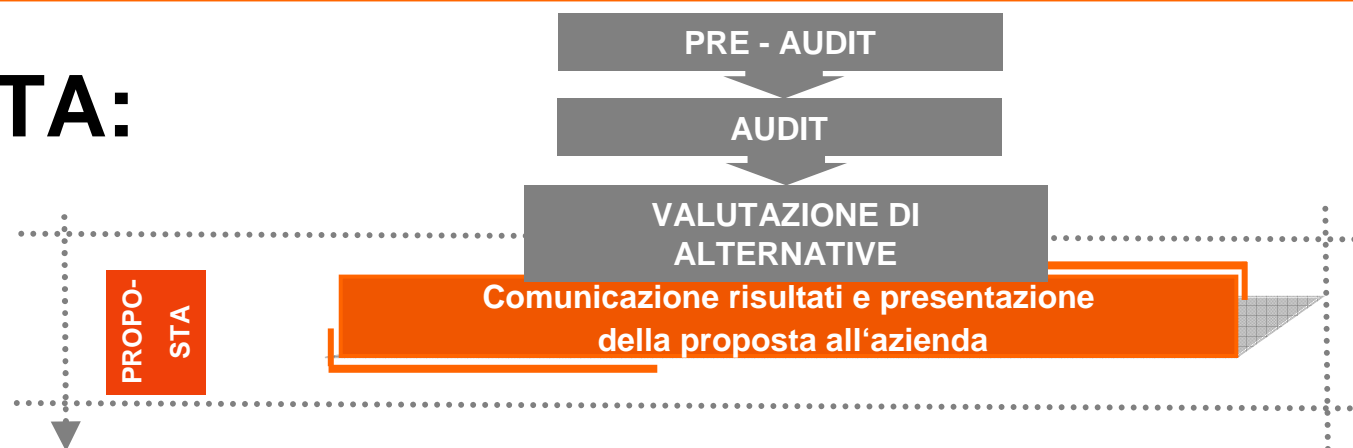 TA:
PRE - AUDIT
AUDIT
VALUTAZIONE DI
ALTERNATIVE
PROPO-
STA
Comunicazione risultati e presentazione
della proposta all‘azienda